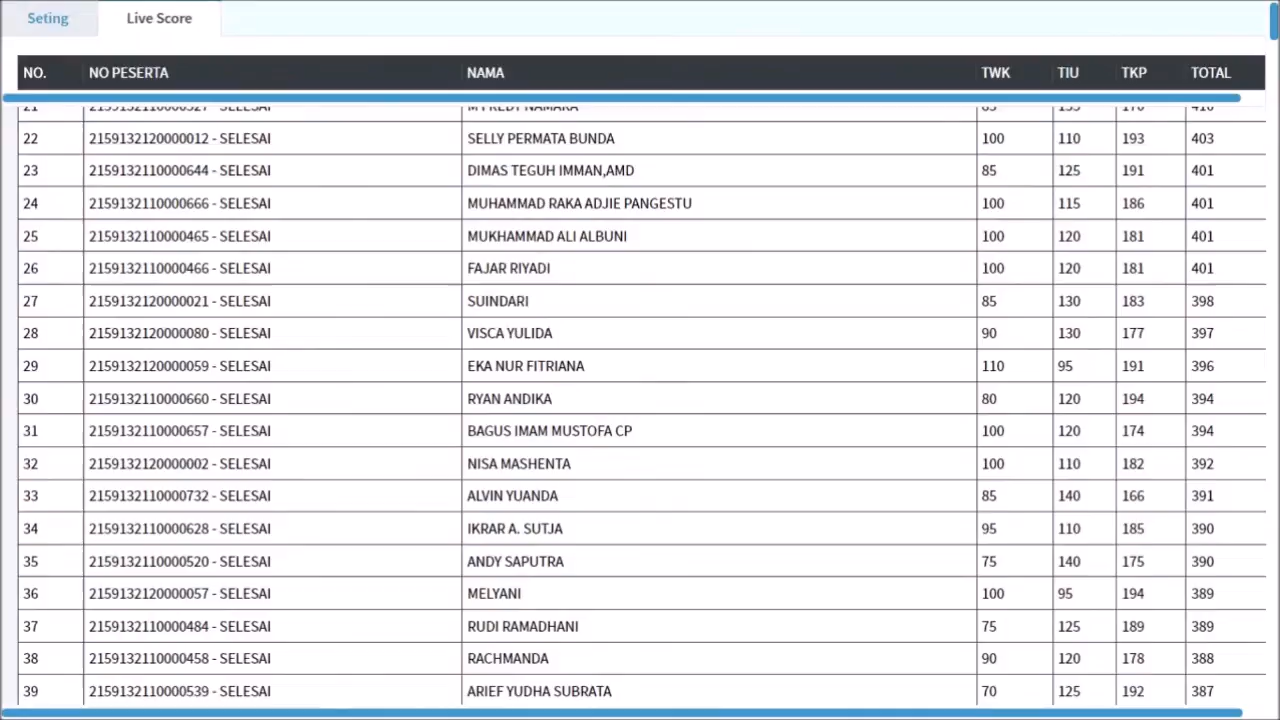 Seting Live Score
NO. NO PESERTA NAMA TWK TIU TKP TOTAL
22 2159132120000012 - SELESAI SELLY PERMATA BUNDA 100 110 193 403
23 2159132110000644 - SELESAI DIMAS TEGUH IMMAN,AMD 85 125 191 401
24 2159132110000666 - SELESAI MUHAMMAD RAKA ADJIE PANGESTU 100 115 186 401
25 2159132110000465 - SELESAI MUKHAMMAD ALI ALBUNI 100 120 181 401
26 2159132110000466 - SELESAI FAJAR RIYADI 100 120 181 401
27 2159132120000021 - SELESAI SUINDARI 85 130 183 398
28 2159132120000080 - SELESAI VISCA YULIDA 90 130 177 397
29 2159132120000059 - SELESAI EKA NUR FITRIANA 110 95 191 396
30 2159132110000660 - SELESAI RYAN ANDIKA 80 120 194 394
31 2159132110000657 - SELESAI BAGUS IMAM MUSTOFA CP 100 120 174 394
32 2159132120000002 - SELESAI NISA MASHENTA 100 110 182 392
33 2159132110000732 - SELESAI ALVIN YUANDA 85 140 166 391
34 2159132110000628 - SELESAI IKRAR A. SUTJA 95 110 185 390
35 2159132110000520 - SELESAI ANDY SAPUTRA 75 140 175 390
36 2159132120000057 - SELESAI MELYANI 100 95 194 389
37 2159132110000484 - SELESAI RUDI RAMADHANI 75 125 189 389
38 2159132110000458 - SELESAI RACHMANDA 90 120 178 388
39 2159132110000539 - SELESAI ARIEF YUDHA SUBRATA 70 125 192 387